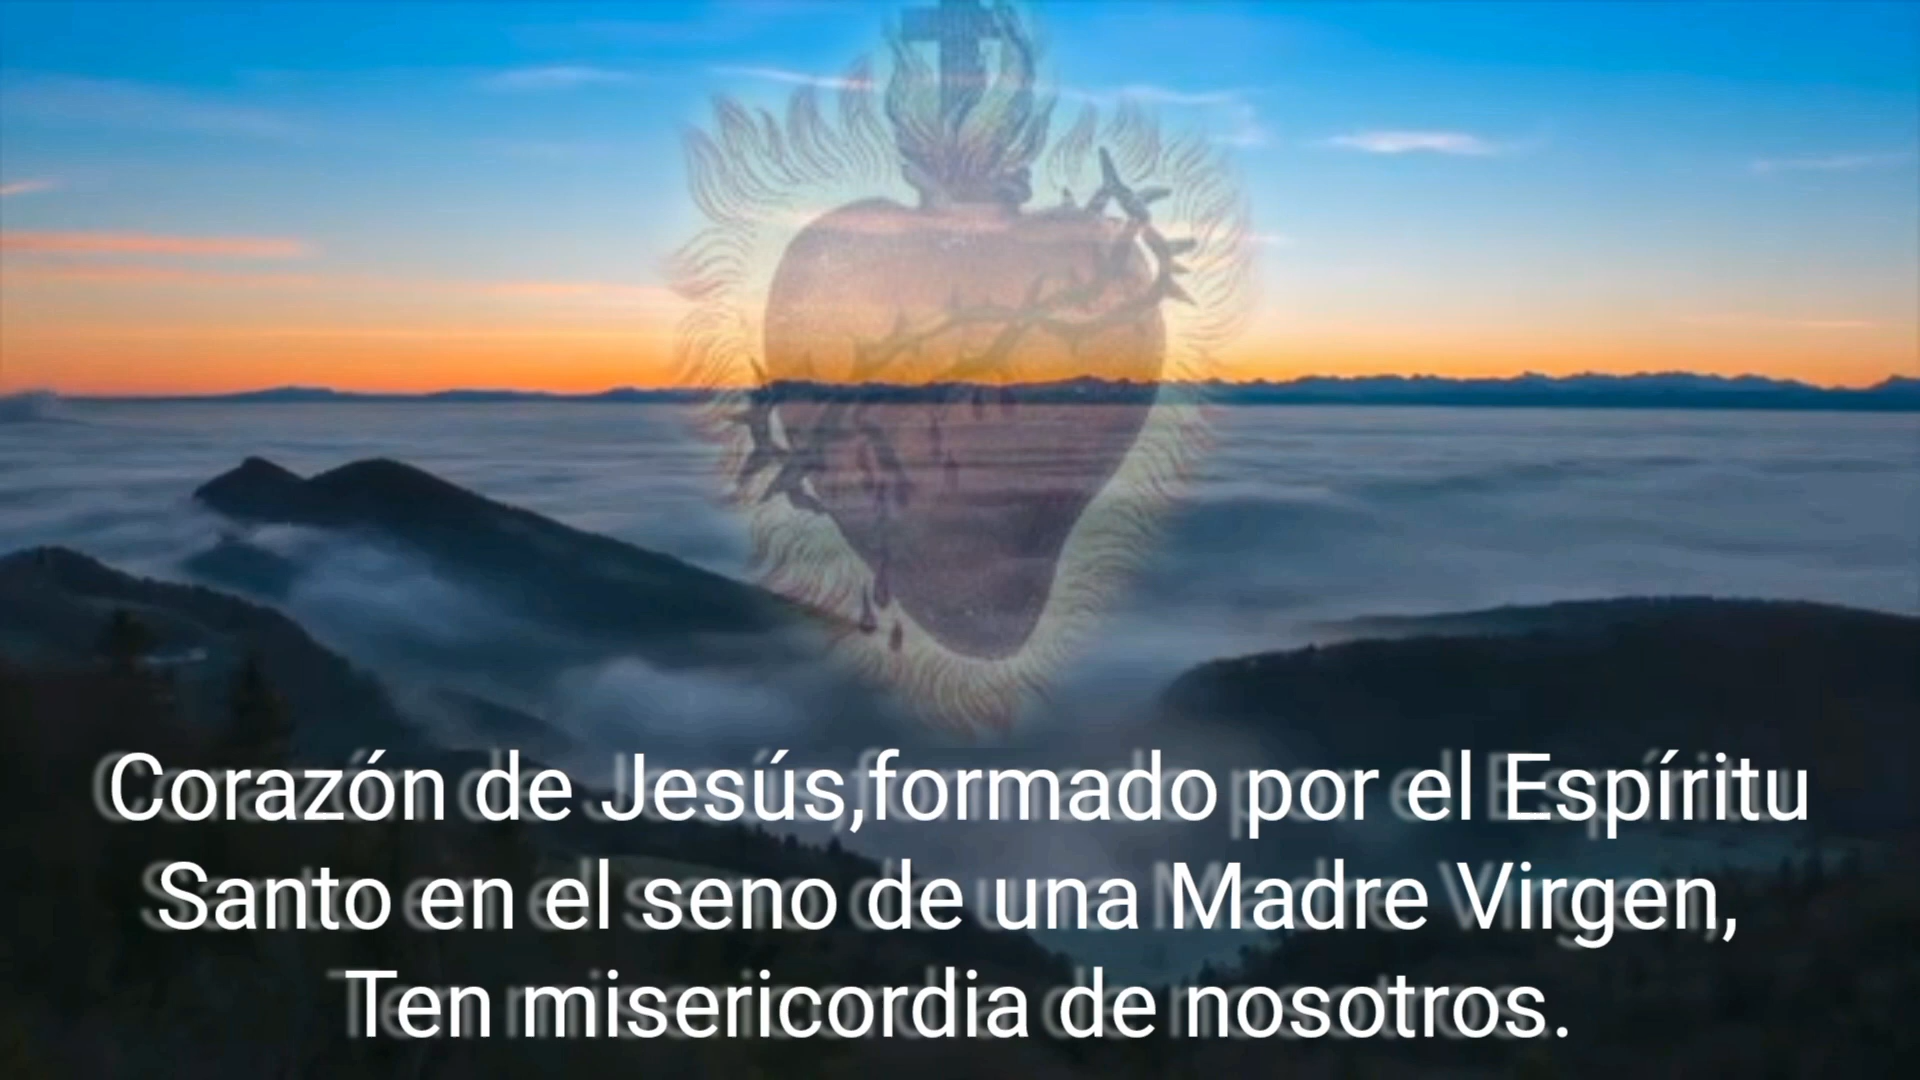 Corazón de Jesús,formado por el Espíritu
Santo en el seno de una Madre Virgen,
Ten misericordia de nosotros.